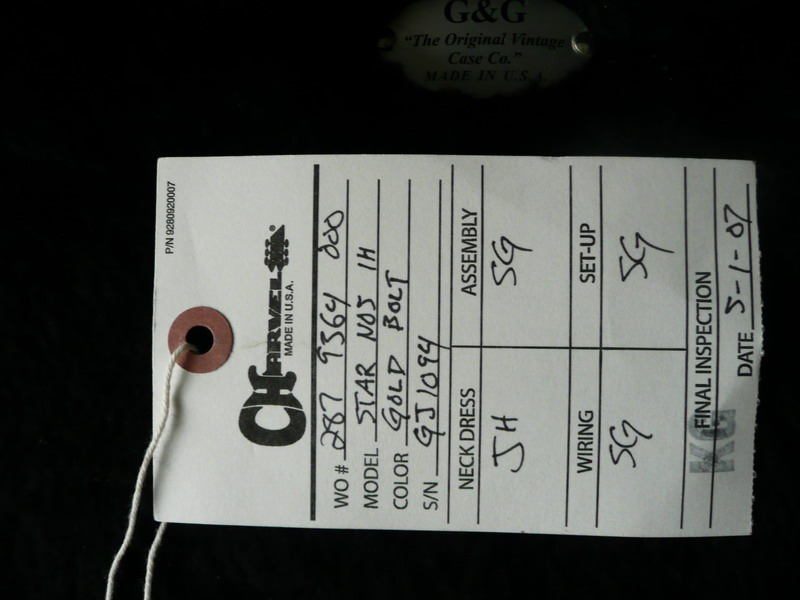 G&G
"The Original Vintage
Case Co."
MADE IN U.S.A.
P/N 9280920007
CHARVEL®
MADE IN U.S.A.
WO # 287 9364 000
MODEL STAR NOS 1H
COLOR GOLD BOLT
S/N GJ1094
NECK DRESS JH
ASSEMBLY SG
WIRING SG
SET-UP SG
FINAL INSPECTION
KG
DATE 5-1-07